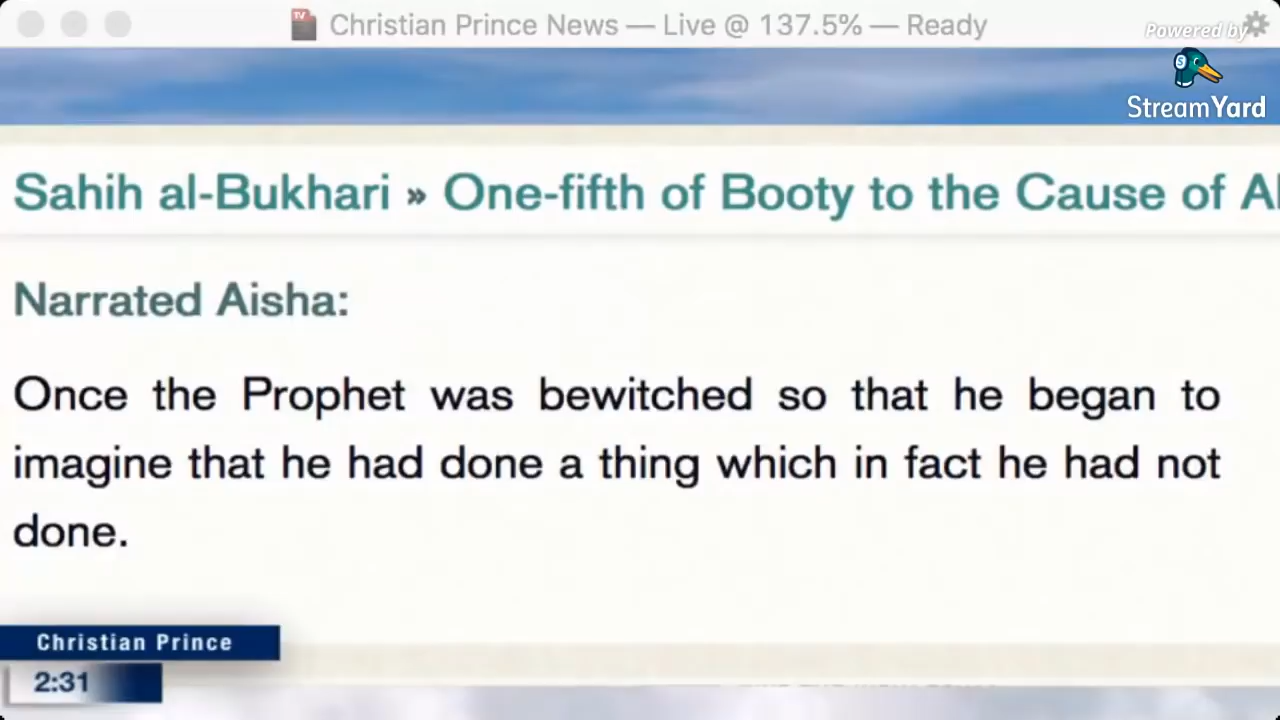 Christian Prince News — Live @ 137.5% — Ready
Powered by
StreamYard
Sahih al-Bukhari » One-fifth of Booty to the Cause of Al
Narrated Aisha:
Once the Prophet was bewitched so that he began to
imagine that he had done a thing which in fact he had not
done.
Christian Prince
2:31